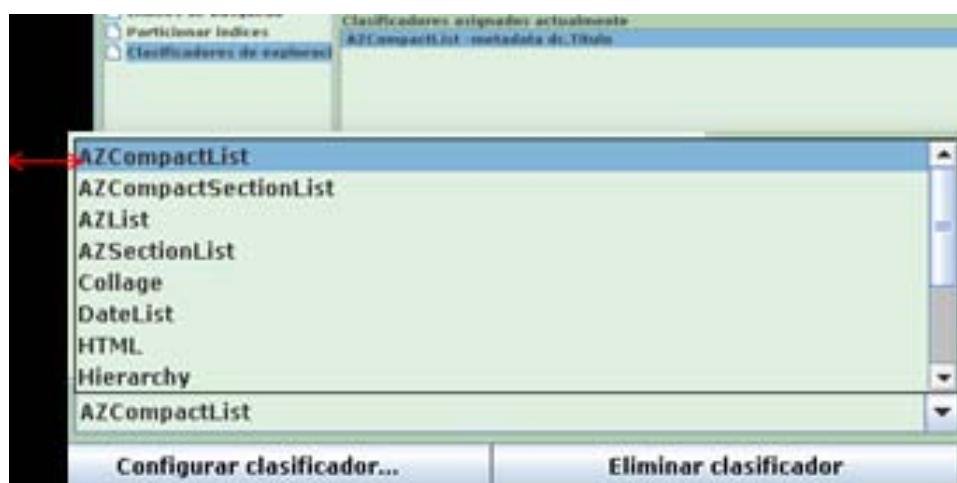 Particionar índices
Clasificadores de exploraci
Clasificadores asignados actualmente
AZCompactList -metadata dc.Título
AZCompactList
AZCompactSectionList
AZList
AZSectionList
Collage
DateList
HTML
Hierarchy
AZCompactList
Configurar clasificador...
Eliminar clasificador